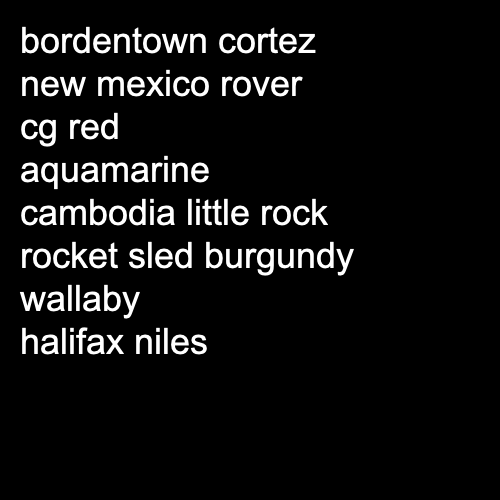 bordentown cortez
new mexico rover
cg red
aquamarine
cambodia little rock
rocket sled burgundy
wallaby
halifax niles